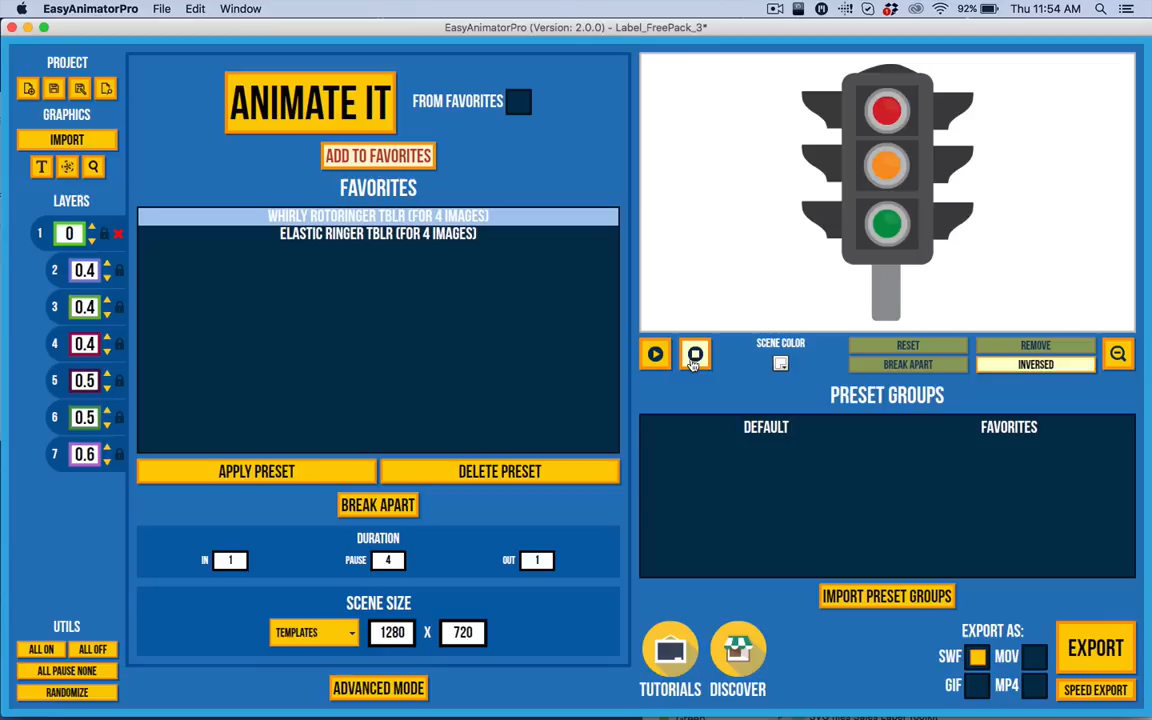 EasyAnimatorPro File Edit Window 92% Thu 11:54 AM
EasyAnimatorPro (Version: 2.0.0) - Label_FreePack_3*
PROJECT
GRAPHICS
IMPORT
T
LAYERS
1 0
2 0.4
3 0.4
4 0.4
5 0.5
6 0.5
7 0.6
UTILS
ALL ON ALL OFF
ALL PAUSE NONE
RANDOMIZE
ANIMATE IT FROM FAVORITES
ADD TO FAVORITES
FAVORITES
WHIRLY ROTORINGER TBLR (FOR 4 IMAGES)
ELASTIC RINGER TBLR (FOR 4 IMAGES)
APPLY PRESET DELETE PRESET
BREAK APART
DURATION
IN 1 PAUSE 4 OUT 1
SCENE SIZE
TEMPLATES 1280 X 720
ADVANCED MODE
SCENE COLOR
RESET REMOVE
BREAK APART INVERSED
PRESET GROUPS
DEFAULT FAVORITES
IMPORT PRESET GROUPS
TUTORIALS DISCOVER
EXPORT AS:
SWF MOV
GIF MP4
EXPORT
SPEED EXPORT